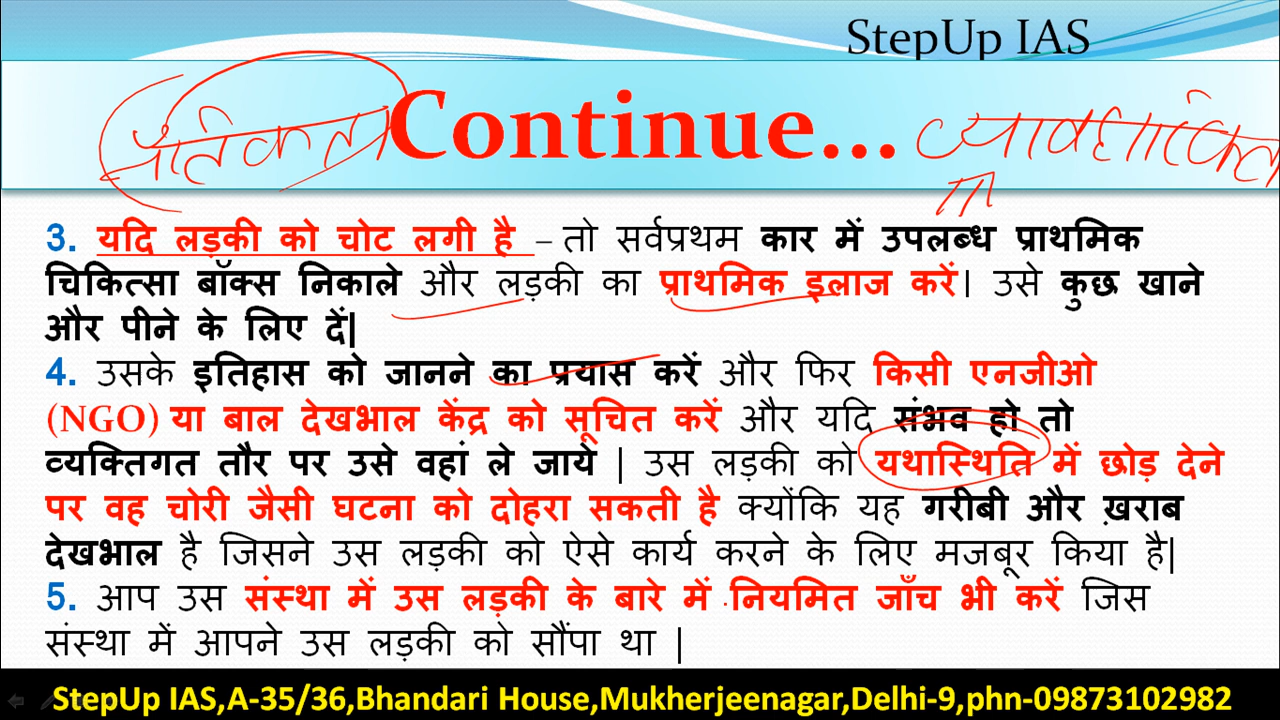 StepUp IAS
Continue...
3. यदि लड़की को चोट लगी है – तो सर्वप्रथम कार में उपलब्ध प्राथमिक
चिकित्सा बॉक्स निकाले और लड़की का प्राथमिक इलाज करें| उसे कुछ खाने
और पीने के लिए दें|
4. उसके इतिहास को जानने का प्रयास करें और फिर किसी एनजीओ
(NGO) या बाल देखभाल केंद्र को सूचित करें और यदि संभव हो तो
व्यक्तिगत तौर पर उसे वहां ले जाये | उस लड़की को यथास्थिति में छोड़ देने
पर वह चोरी जैसी घटना को दोहरा सकती है क्योंकि यह गरीबी और ख़राब
देखभाल है जिसने उस लड़की को ऐसे कार्य करने के लिए मजबूर किया है|
5. आप उस संस्था में उस लड़की के बारे में नियमित जाँच भी करें जिस
संस्था में आपने उस लड़की को सौंपा था |
StepUp IAS,A-35/36,Bhandari House,Mukherjeenagar,Delhi-9,phn-09873102982